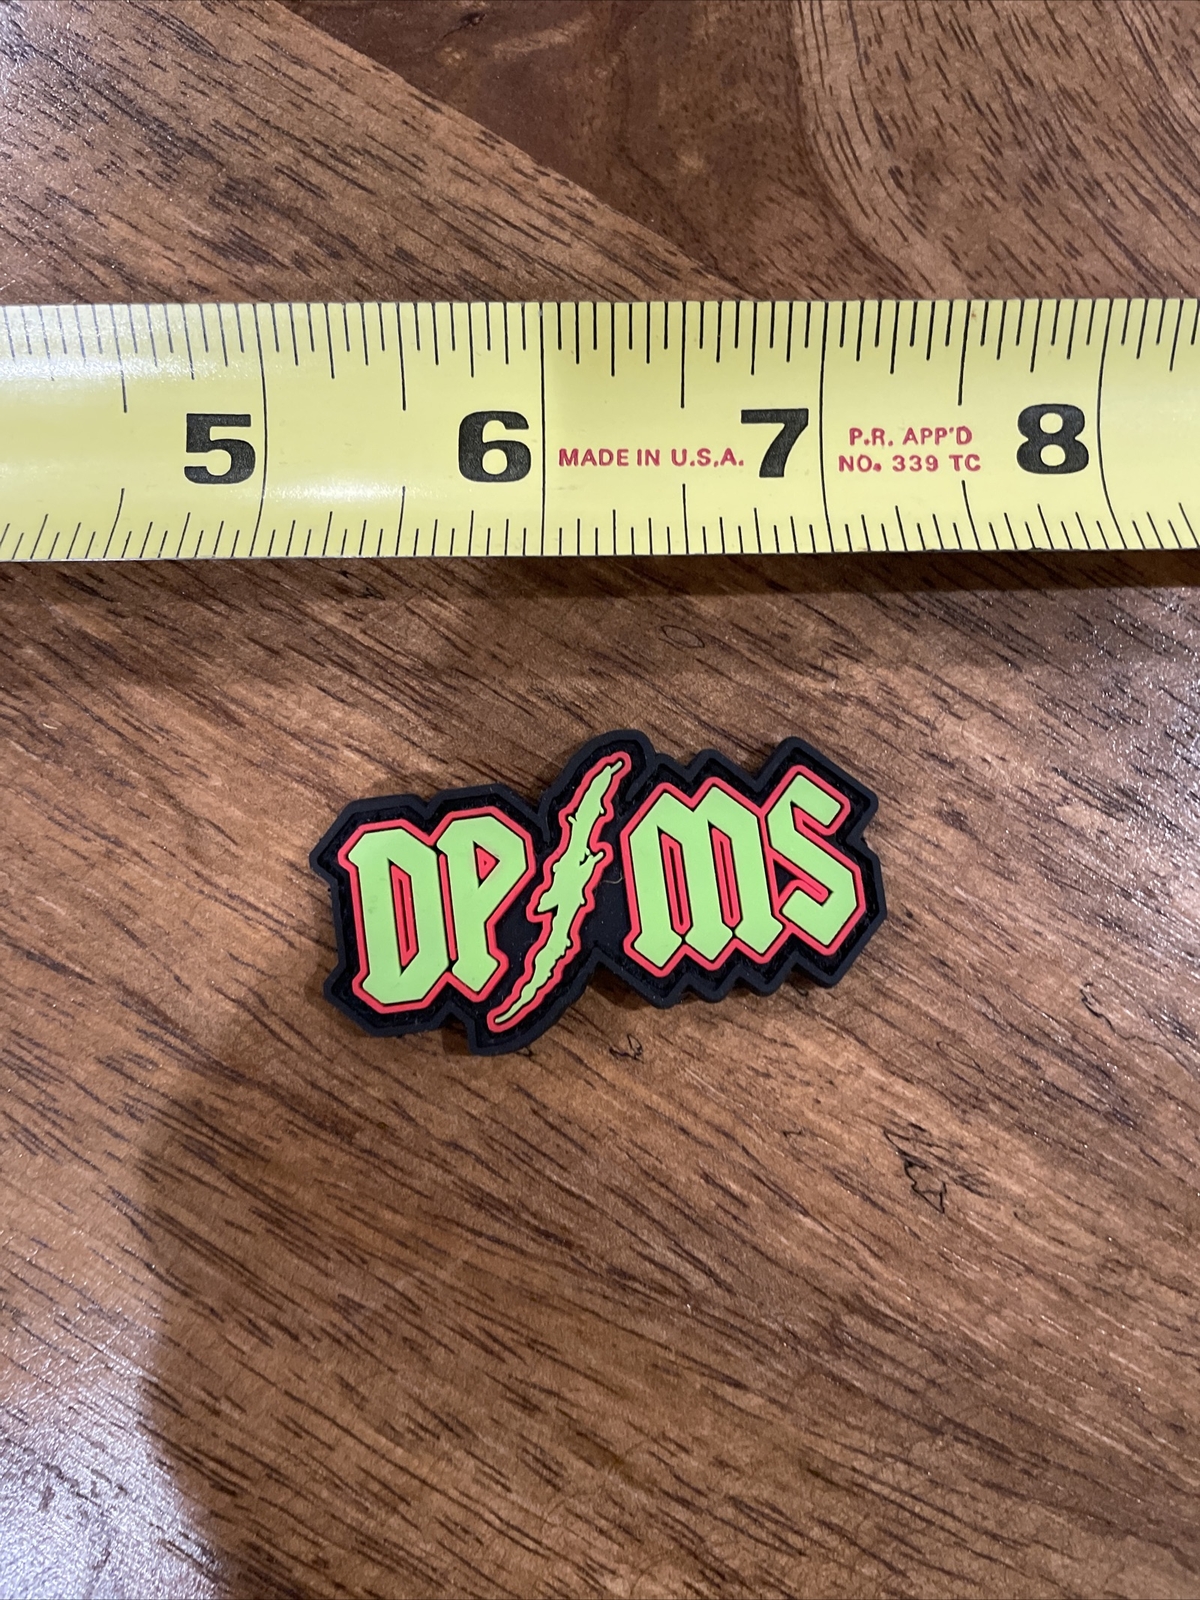 5 6 MADE IN U.S.A. 7 P.R. APP'D 8
NO. 339 TC
DP/MS